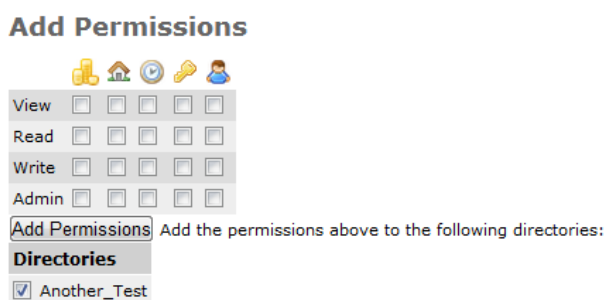 Add Permissions
View
Read
Write
Admin
Add Permissions Add the permissions above to the following directories:
Directories
Another_Test